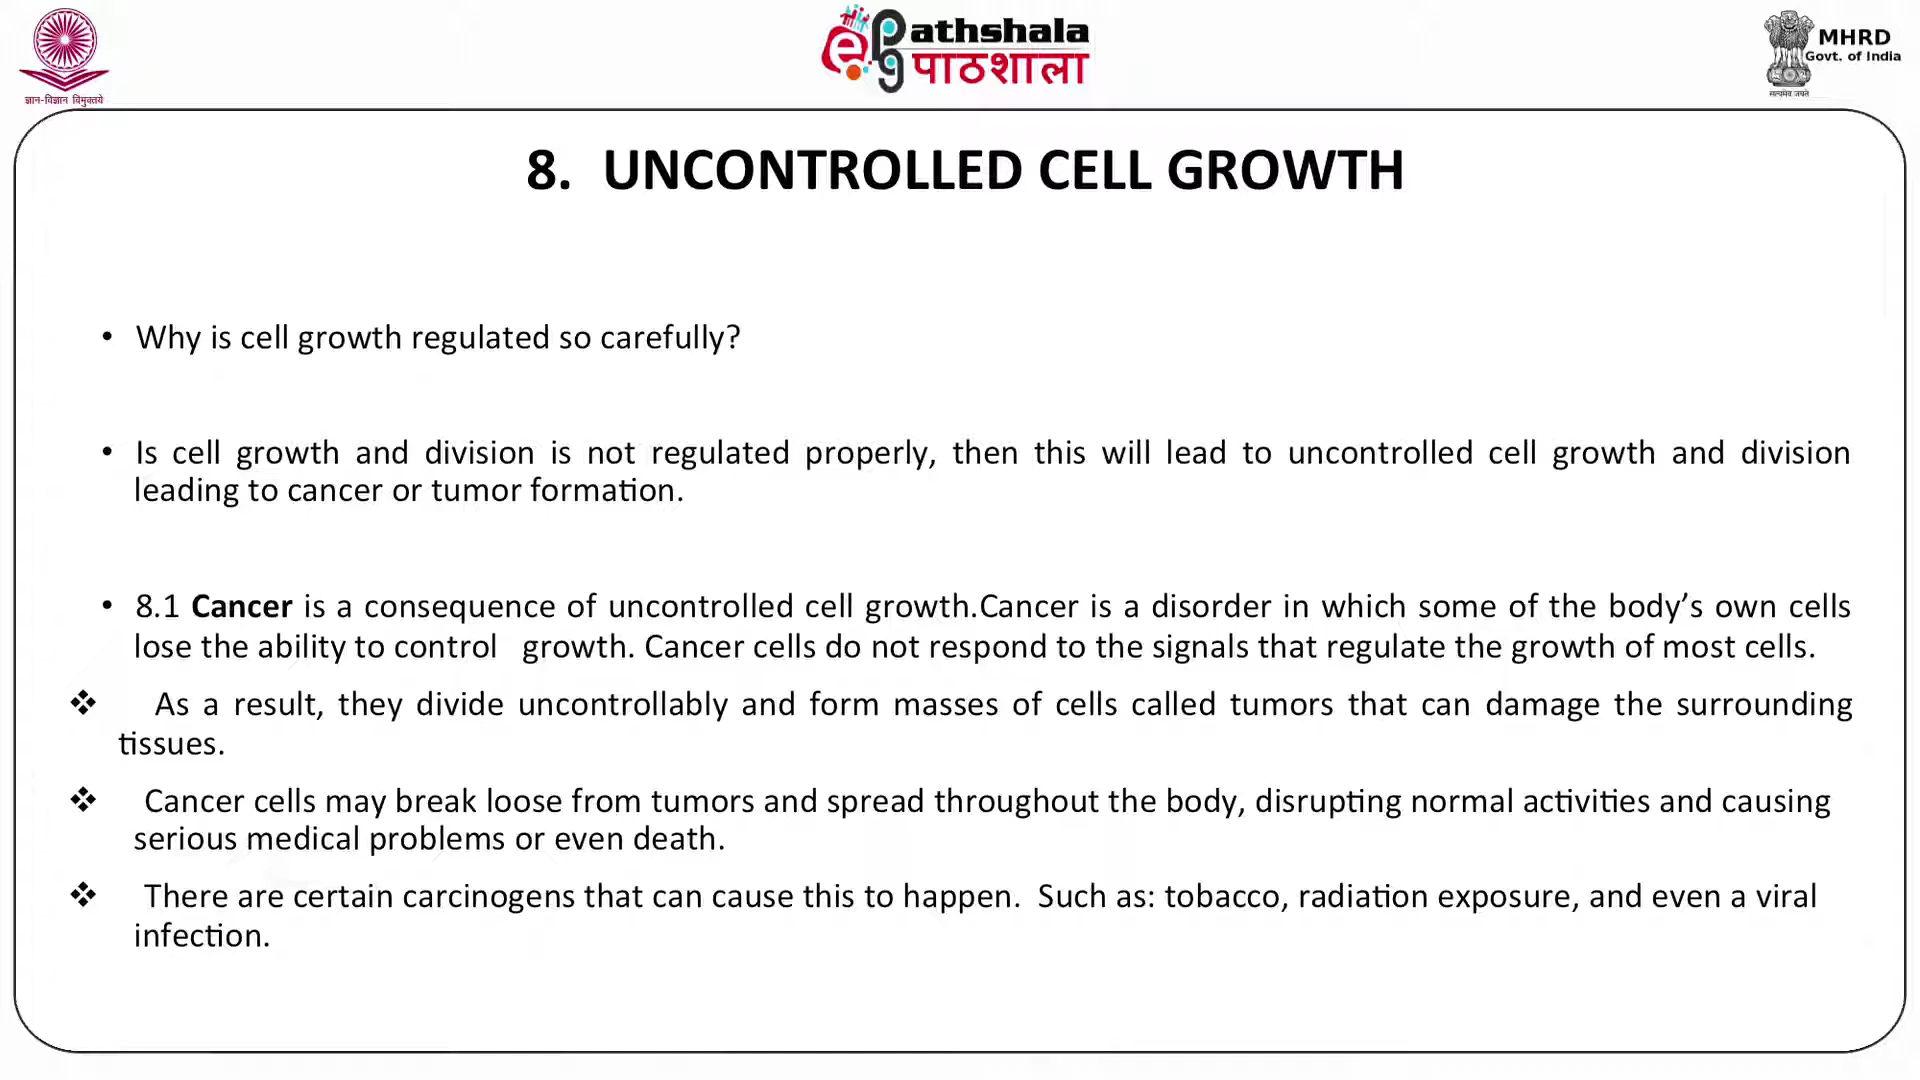 ज्ञान-विज्ञान विमुक्तये
e Pg athshala
पाठशाला
MHRD
Govt. of India
सत्यमेव जयते
8. UNCONTROLLED CELL GROWTH
• Why is cell growth regulated so carefully?
• Is cell growth and division is not regulated properly, then this will lead to uncontrolled cell growth and division
leading to cancer or tumor formation.
• 8.1 Cancer is a consequence of uncontrolled cell growth.Cancer is a disorder in which some of the body’s own cells
lose the ability to control growth. Cancer cells do not respond to the signals that regulate the growth of most cells.
❖ As a result, they divide uncontrollably and form masses of cells called tumors that can damage the surrounding
tissues.
❖ Cancer cells may break loose from tumors and spread throughout the body, disrupting normal activities and causing
serious medical problems or even death.
❖ There are certain carcinogens that can cause this to happen. Such as: tobacco, radiation exposure, and even a viral
infection.